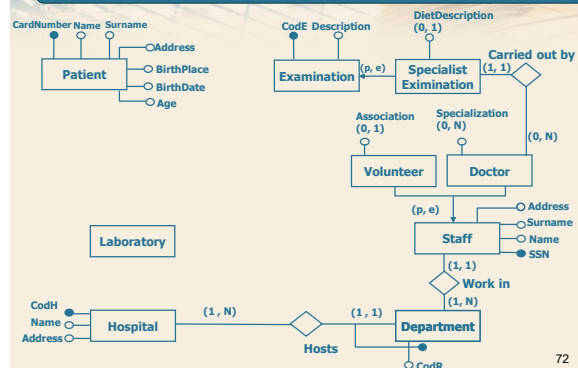 DietDescription
(0, 1)
CardNumber Name Surname
CodE Description
Address
Carried out by
Patient
BirthPlace
BirthDate
Age
Examination
(p, e)
Specialist
Eximination
(1, 1)
Association
(0, 1)
Specialization
(0, N)
(0, N)
Volunteer
Doctor
(p, e)
Address
Surname
Name
SSN
Laboratory
Staff
(1, 1)
Work in
(1, N)
CodH
Name
Address
Hospital
(1 , N)
(1, 1)
Department
Hosts
CodR
72